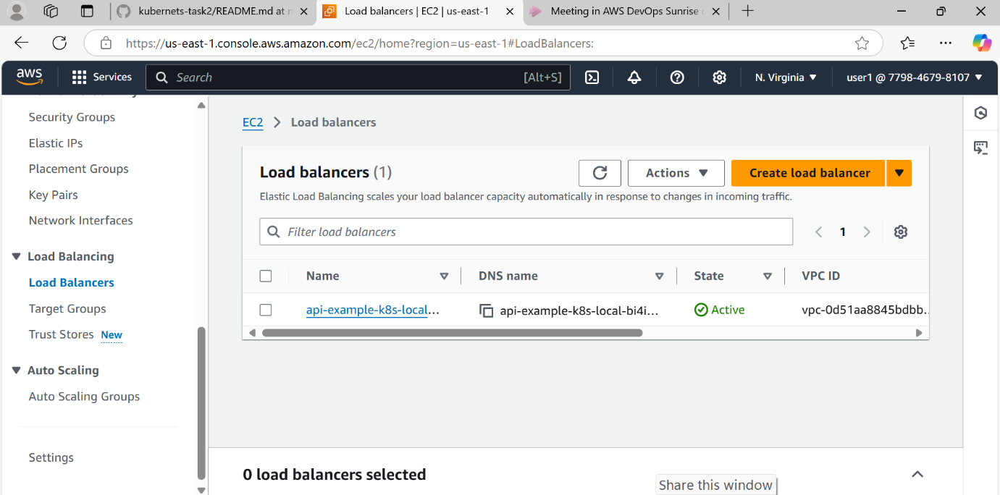 kubernets-task2/README.md at
Load balancers | EC2 | us-east-1
Meeting in AWS DevOps Sunrise
https://us-east-1.console.aws.amazon.com/ec2/home?region=us-east-1#LoadBalancers:
aws
Services
Search
[Alt+S]
N. Virginia
user1 @ 7798-4679-8107
Security Groups
Elastic IPs
Placement Groups
Key Pairs
Network Interfaces
Load Balancing
Load Balancers
Target Groups
Trust Stores New
Auto Scaling
Auto Scaling Groups
Settings
EC2 > Load balancers
Load balancers (1)
Actions
Create load balancer
Elastic Load Balancing scales your load balancer capacity automatically in response to changes in incoming traffic.
Filter load balancers
1
Name DNS name State VPC ID
api-example-k8s-local... api-example-k8s-local-bi4i... Active vpc-0d51aa8845bdbb..
0 load balancers selected
Share this window